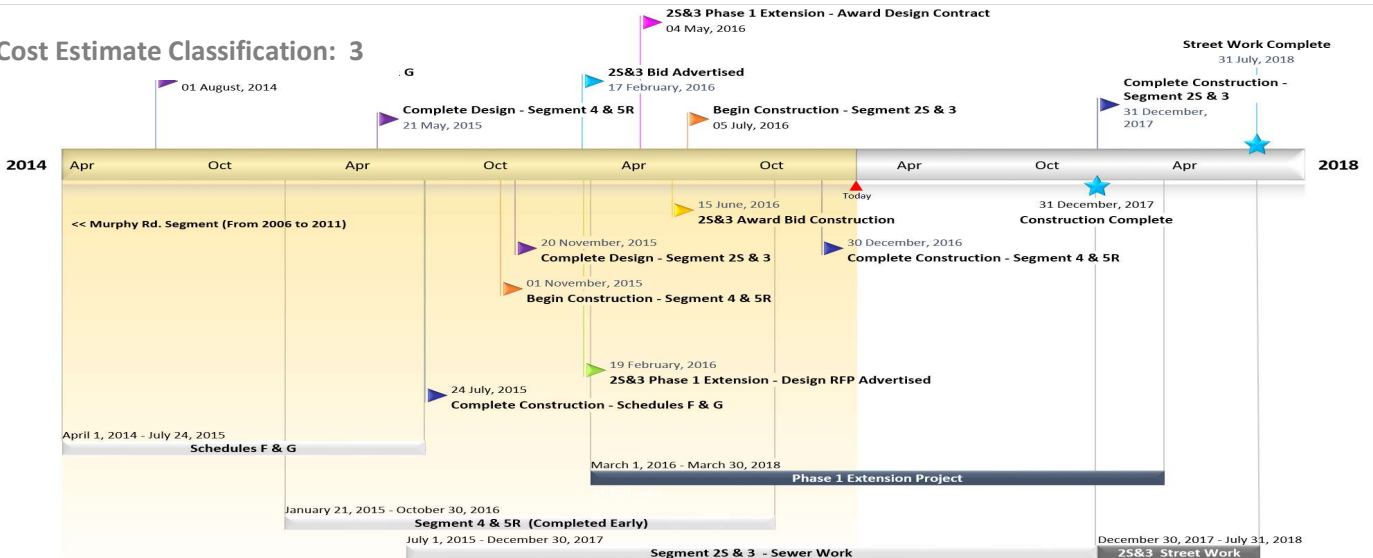 2S&3 Phase 1 Extension - Award Design Contract
04 May, 2016
Cost Estimate Classification: 3
Street Work Complete
31 July, 2018
G
01 August, 2014
2S&3 Bid Advertised
17 February, 2016
Complete Construction -
Segment 2S & 3
31 December,
2017
Complete Design - Segment 4 & 5R
21 May, 2015
Begin Construction - Segment 2S & 3
05 July, 2016
2014 Apr Oct Apr Oct Apr Oct Apr Oct Apr 2018
Today
15 June, 2016
2S&3 Award Bid Construction
31 December, 2017
Construction Complete
<< Murphy Rd. Segment (From 2006 to 2011)
20 November, 2015
Complete Design - Segment 2S & 3
30 December, 2016
Complete Construction - Segment 4 & 5R
01 November, 2015
Begin Construction - Segment 4 & 5R
19 February, 2016
2S&3 Phase 1 Extension - Design RFP Advertised
24 July, 2015
Complete Construction - Schedules F & G
April 1, 2014 - July 24, 2015
Schedules F & G
March 1, 2016 - March 30, 2018
Phase 1 Extension Project
January 21, 2015 - October 30, 2016
Segment 4 & 5R (Completed Early)
July 1, 2015 - December 30, 2017
Segment 2S & 3 - Sewer Work
December 30, 2017 - July 31, 2018
2S&3 Street Work